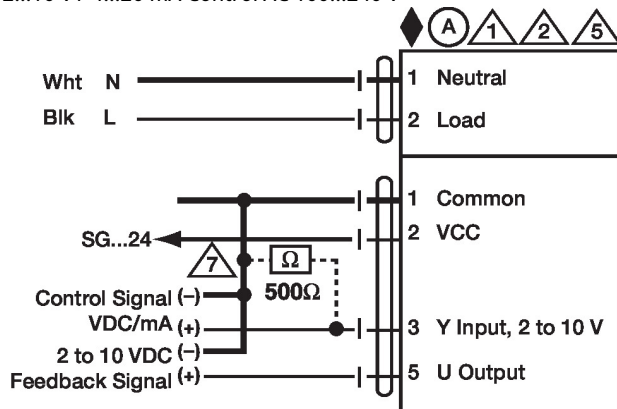 A 1 2 5
Wht N 1 Neutral
Blk L 2 Load
1 Common
SG...24 2 VCC
7 Ω
500Ω
Control Signal (-)
VDC/mA (+) 3 Y Input, 2 to 10 V
2 to 10 VDC (-)
Feedback Signal (+) 5 U Output